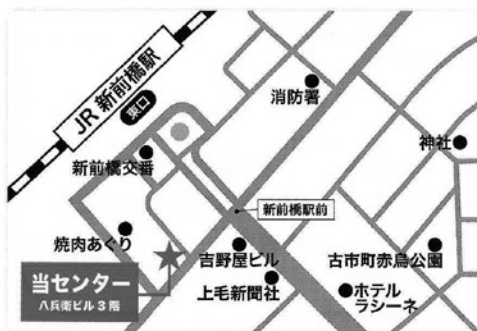 JR 新前橋駅
東口
消防署
神社
新前橋交番
新前橋駅前
焼肉あぐり
吉野屋ビル
古市町赤鳥公園
当センター
八兵衛ビル3階
上毛新聞社
ホテル
ラシーネ